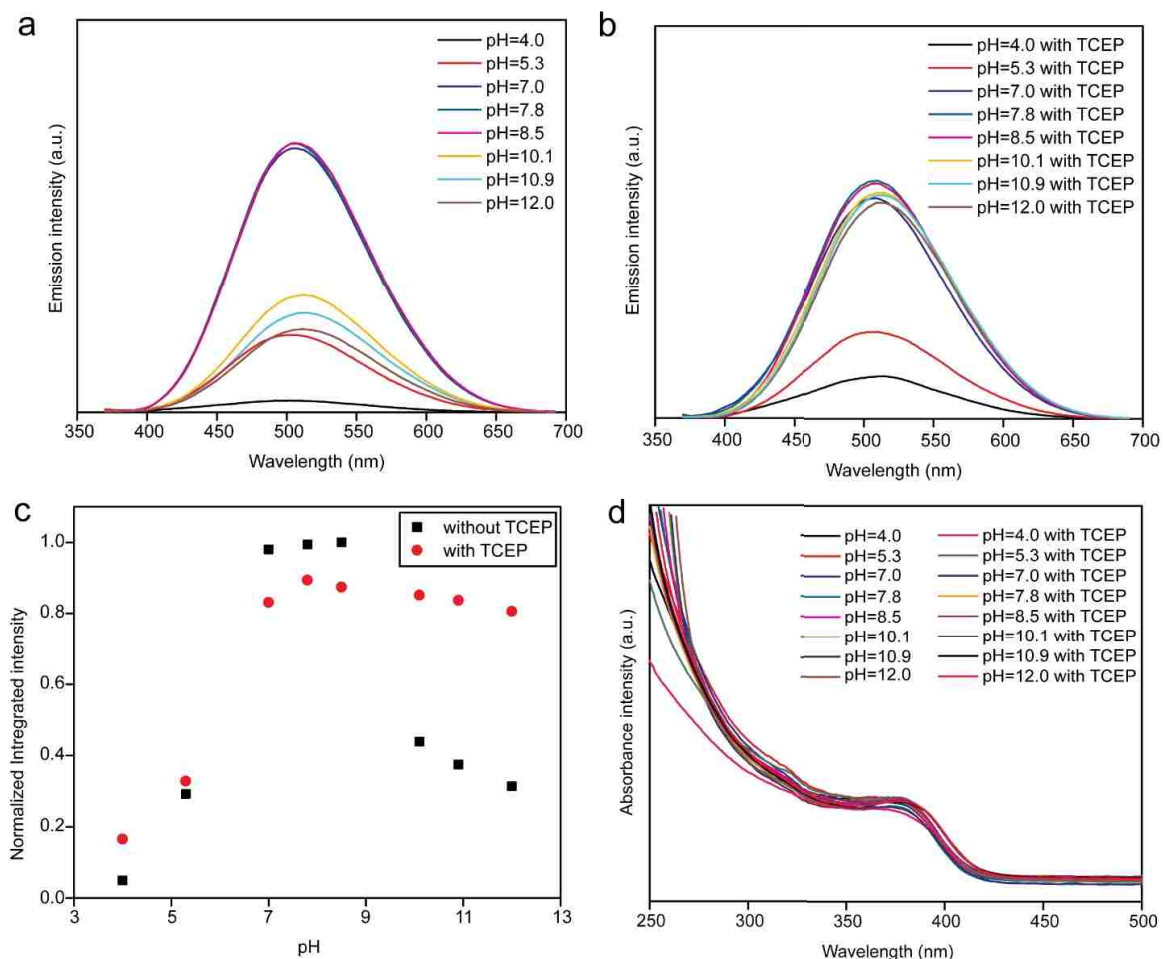 a
pH=4.0
pH=5.3
pH=7.0
pH=7.8
pH=8.5
pH=10.1
pH=10.9
pH=12.0
Emission intensity (a.u.)
350 400 450 500 550 600 650 700
Wavelength (nm)
b
pH=4.0 with TCEP
pH=5.3 with TCEP
pH=7.0 with TCEP
pH=7.8 with TCEP
pH=8.5 with TCEP
pH=10.1 with TCEP
pH=10.9 with TCEP
pH=12.0 with TCEP
Emission intensity (a.u.)
350 400 450 500 550 600 650 700
Wavelength (nm)
c
without TCEP
with TCEP
Normalized Intregrated intensity
1.0
0.8
0.6
0.4
0.2
0.0
3 5 7 9 11 13
pH
d
pH=4.0
pH=5.3
pH=7.0
pH=7.8
pH=8.5
pH=10.1
pH=10.9
pH=12.0
pH=4.0 with TCEP
pH=5.3 with TCEP
pH=7.0 with TCEP
pH=7.8 with TCEP
pH=8.5 with TCEP
pH=10.1 with TCEP
pH=10.9 with TCEP
pH=12.0 with TCEP
Absorbance intensity (a.u.)
250 300 350 400 450 500
Wavelength (nm)